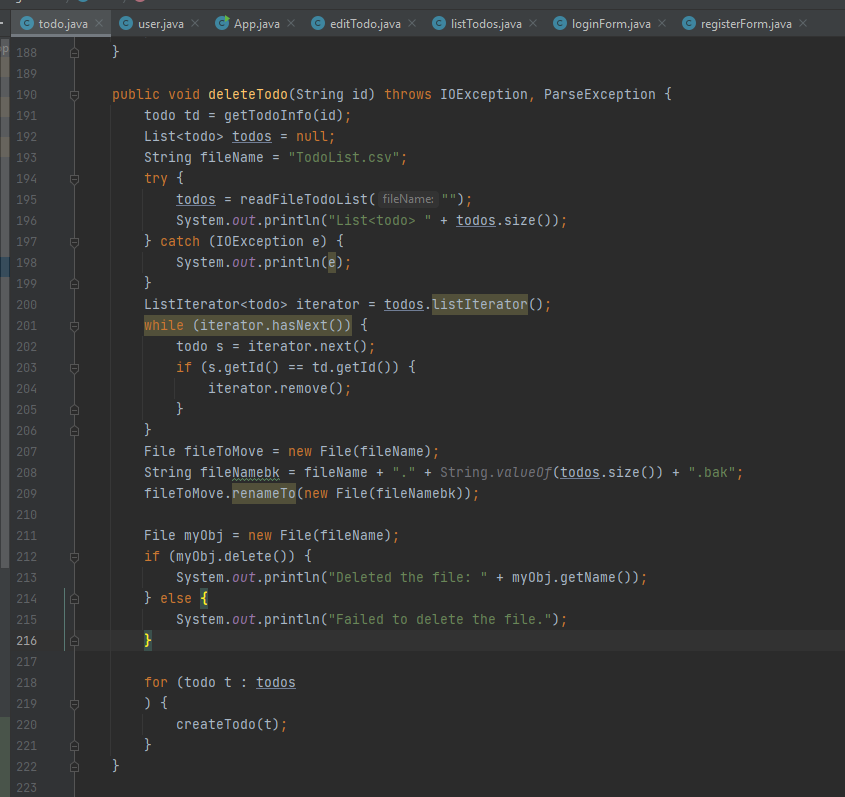 todo.java user.java App.java editTodo.java listTodos.java loginForm.java registerForm.java
188 }
189
190 public void deleteTodo(String id) throws IOException, ParseException {
191 todo td = getTodoInfo(id);
192 List<todo> todos = null;
193 String fileName = "TodoList.csv";
194 try {
195 todos = readFileTodoList( fileName: "");
196 System.out.println("List<todo> " + todos.size());
197 } catch (IOException e) {
198 System.out.println(e);
199 }
200 ListIterator<todo> iterator = todos.listIterator();
201 while (iterator.hasNext()) {
202 todo s = iterator.next();
203 if (s.getId() == td.getId()) {
204 iterator.remove();
205 }
206 }
207 File fileToMove = new File(fileName);
208 String fileNamebk = fileName + "." + String.valueOf(todos.size()) + ".bak";
209 fileToMove.renameTo(new File(fileNamebk));
210
211 File myObj = new File(fileName);
212 if (myObj.delete()) {
213 System.out.println("Deleted the file: " + myObj.getName());
214 } else {
215 System.out.println("Failed to delete the file.");
216 }
217
218 for (todo t : todos
219 ) {
220 createTodo(t);
221 }
222 }
223